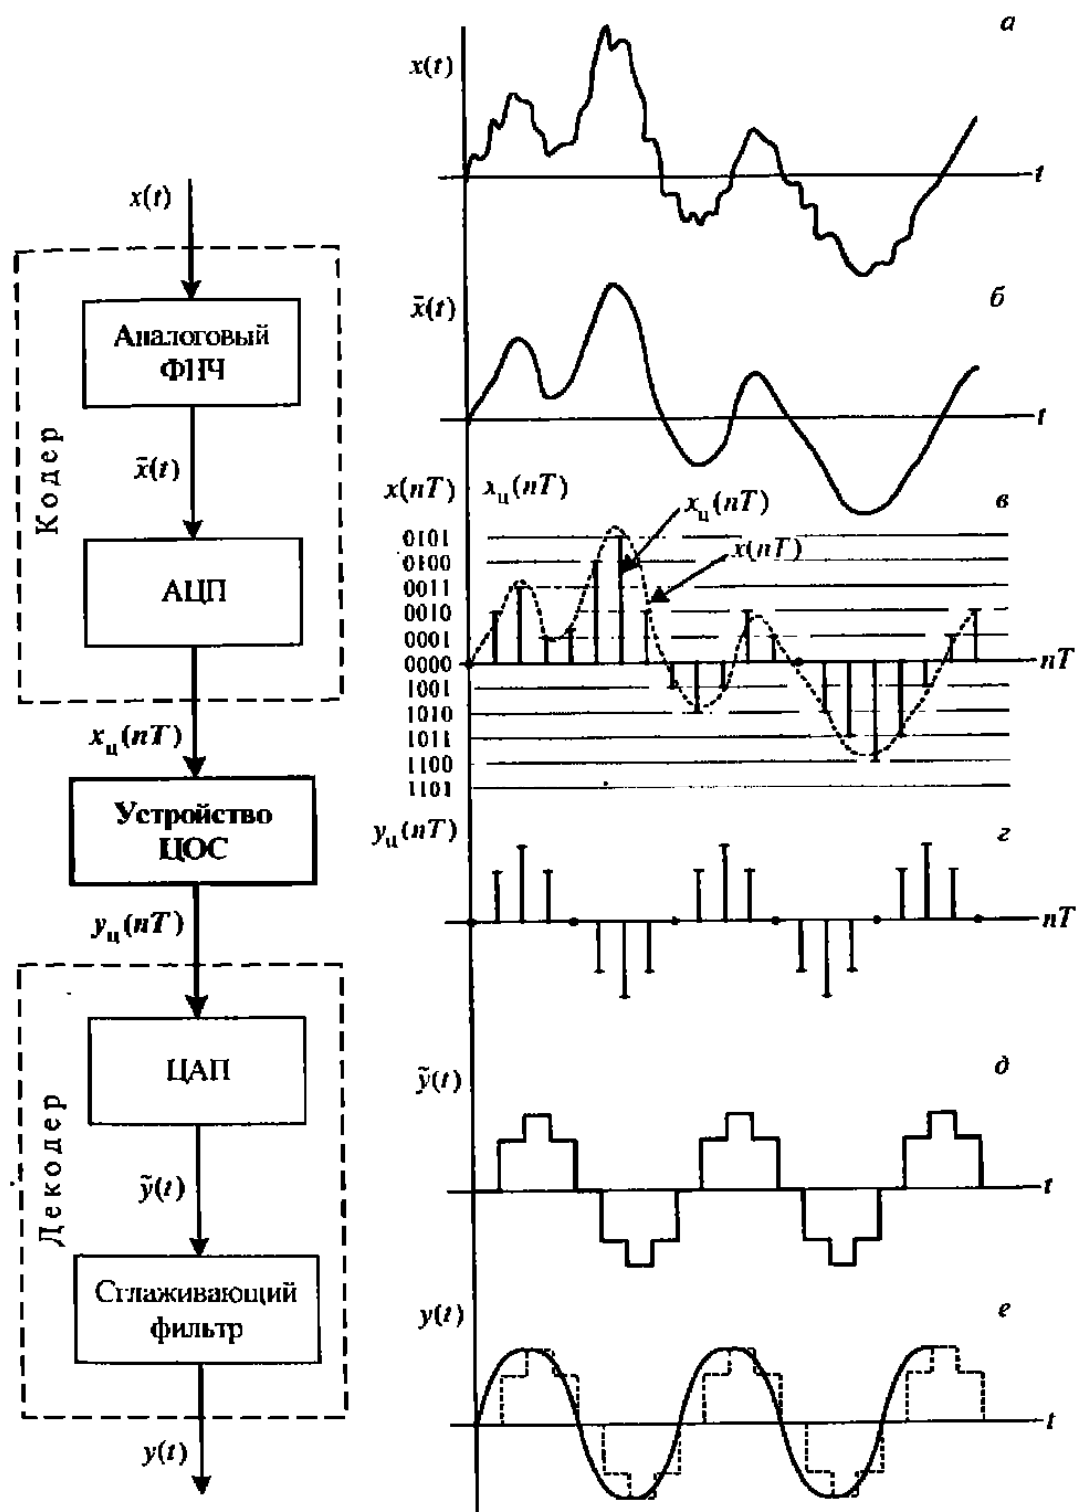 x(t)
Кодер
Аналоговый
ФНЧ
x̄(t)
АЦП
xц(nT)
Устройство
ЦОС
yц(nT)
Декодер
ЦАП
ỹ(t)
Сглаживающий
фильтр
y(t)
а
x(t)
t
б
x̄(t)
t
в
x(nT)
xц(nT)
xц(nT)
x(nT)
0101
0100
0011
0010
0001
0000
1001
1010
1011
1100
1101
nT
г
yц(nT)
nT
д
ỹ(t)
t
е
y(t)
t